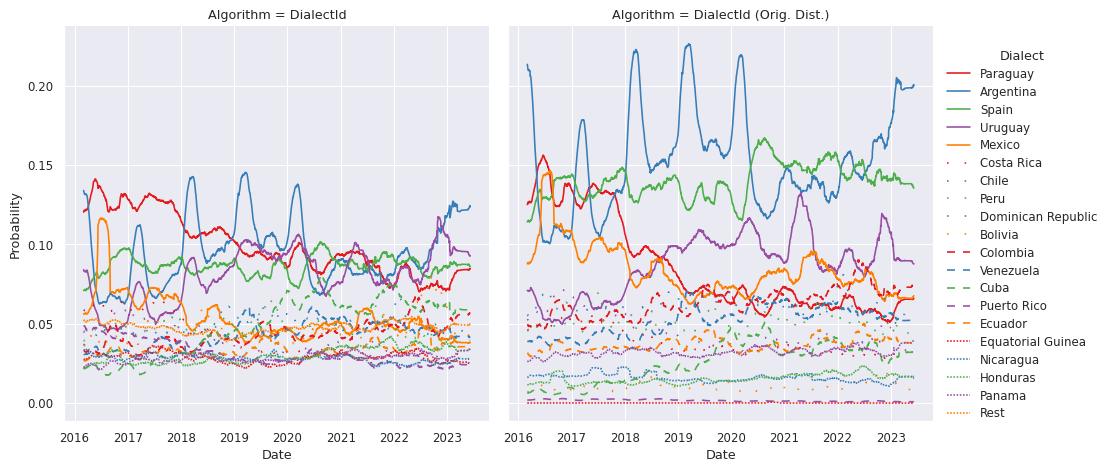 Algorithm = DialectId
Algorithm = DialectId (Orig. Dist.)
Probability
0.20
0.15
0.10
0.05
0.00
2016 2017 2018 2019 2020 2021 2022 2023
2016 2017 2018 2019 2020 2021 2022 2023
Date
Date
Dialect
Paraguay
Argentina
Spain
Uruguay
Mexico
Costa Rica
Chile
Peru
Dominican Republic
Bolivia
Colombia
Venezuela
Cuba
Puerto Rico
Ecuador
Equatorial Guinea
Nicaragua
Honduras
Panama
Rest